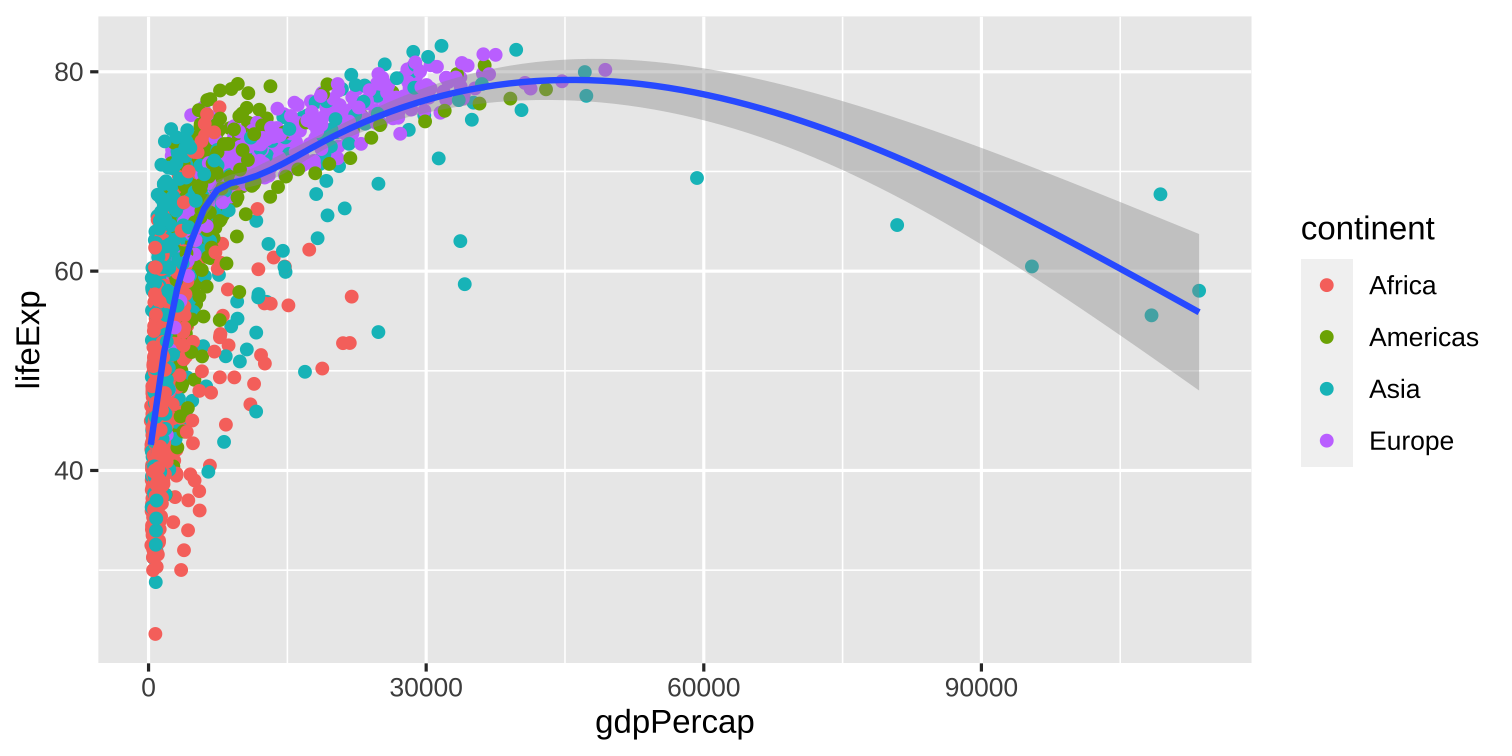 80
60
40
lifeExp
0 30000 60000 90000
gdpPercap
continent
Africa
Americas
Asia
Europe